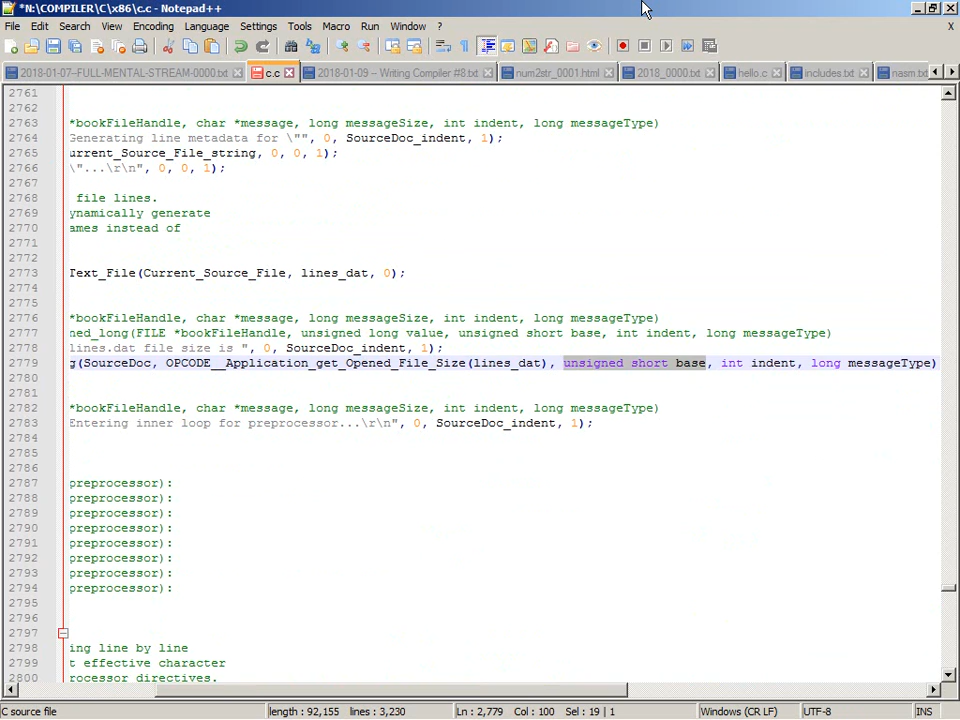 *N:\COMPILER\C\x86\c.c - Notepad++
File Edit Search View Encoding Language Settings Tools Macro Run Window ? X
2018-01-07-FULL-MENTAL-STREAM-0000.txt c.c 2018-01-09 – Writing Compiler #8.txt num2str_0001.html 2018_0000.txt hello.c includes.txt nasm.tx
2761
2762
2763 *bookFileHandle, char *message, long messageSize, int indent, long messageType)
2764 Generating line metadata for \"", 0, SourceDoc_indent, 1);
2765 urrent_Source_File_string, 0, 0, 1);
2766 \"...\r\n", 0, 0, 1);
2767
2768 file lines.
2769 ynamically generate
2770 ames instead of
2771
2772
2773 Text_File(Current_Source_File, lines_dat, 0);
2774
2775
2776 *bookFileHandle, char *message, long messageSize, int indent, long messageType)
2777 ned_long(FILE *bookFileHandle, unsigned long value, unsigned short base, int indent, long messageType)
2778 lines.dat file size is ", 0, SourceDoc_indent, 1);
2779 g(SourceDoc, OPCODE__Application_get_Opened_File_Size(lines_dat), unsigned short base, int indent, long messageType)
2780
2781
2782 *bookFileHandle, char *message, long messageSize, int indent, long messageType)
2783 Entering inner loop for preprocessor...\r\n", 0, SourceDoc_indent, 1);
2784
2785
2786
2787 preprocessor):
2788 preprocessor):
2789 preprocessor):
2790 preprocessor):
2791 preprocessor):
2792 preprocessor):
2793 preprocessor):
2794 preprocessor):
2795
2796
2797
2798 ing line by line
2799 t effective character
2800 rocessor directives.
C source file length : 92,155 lines : 3,230 Ln : 2,779 Col : 100 Sel : 19 | 1 Windows (CR LF) UTF-8 INS